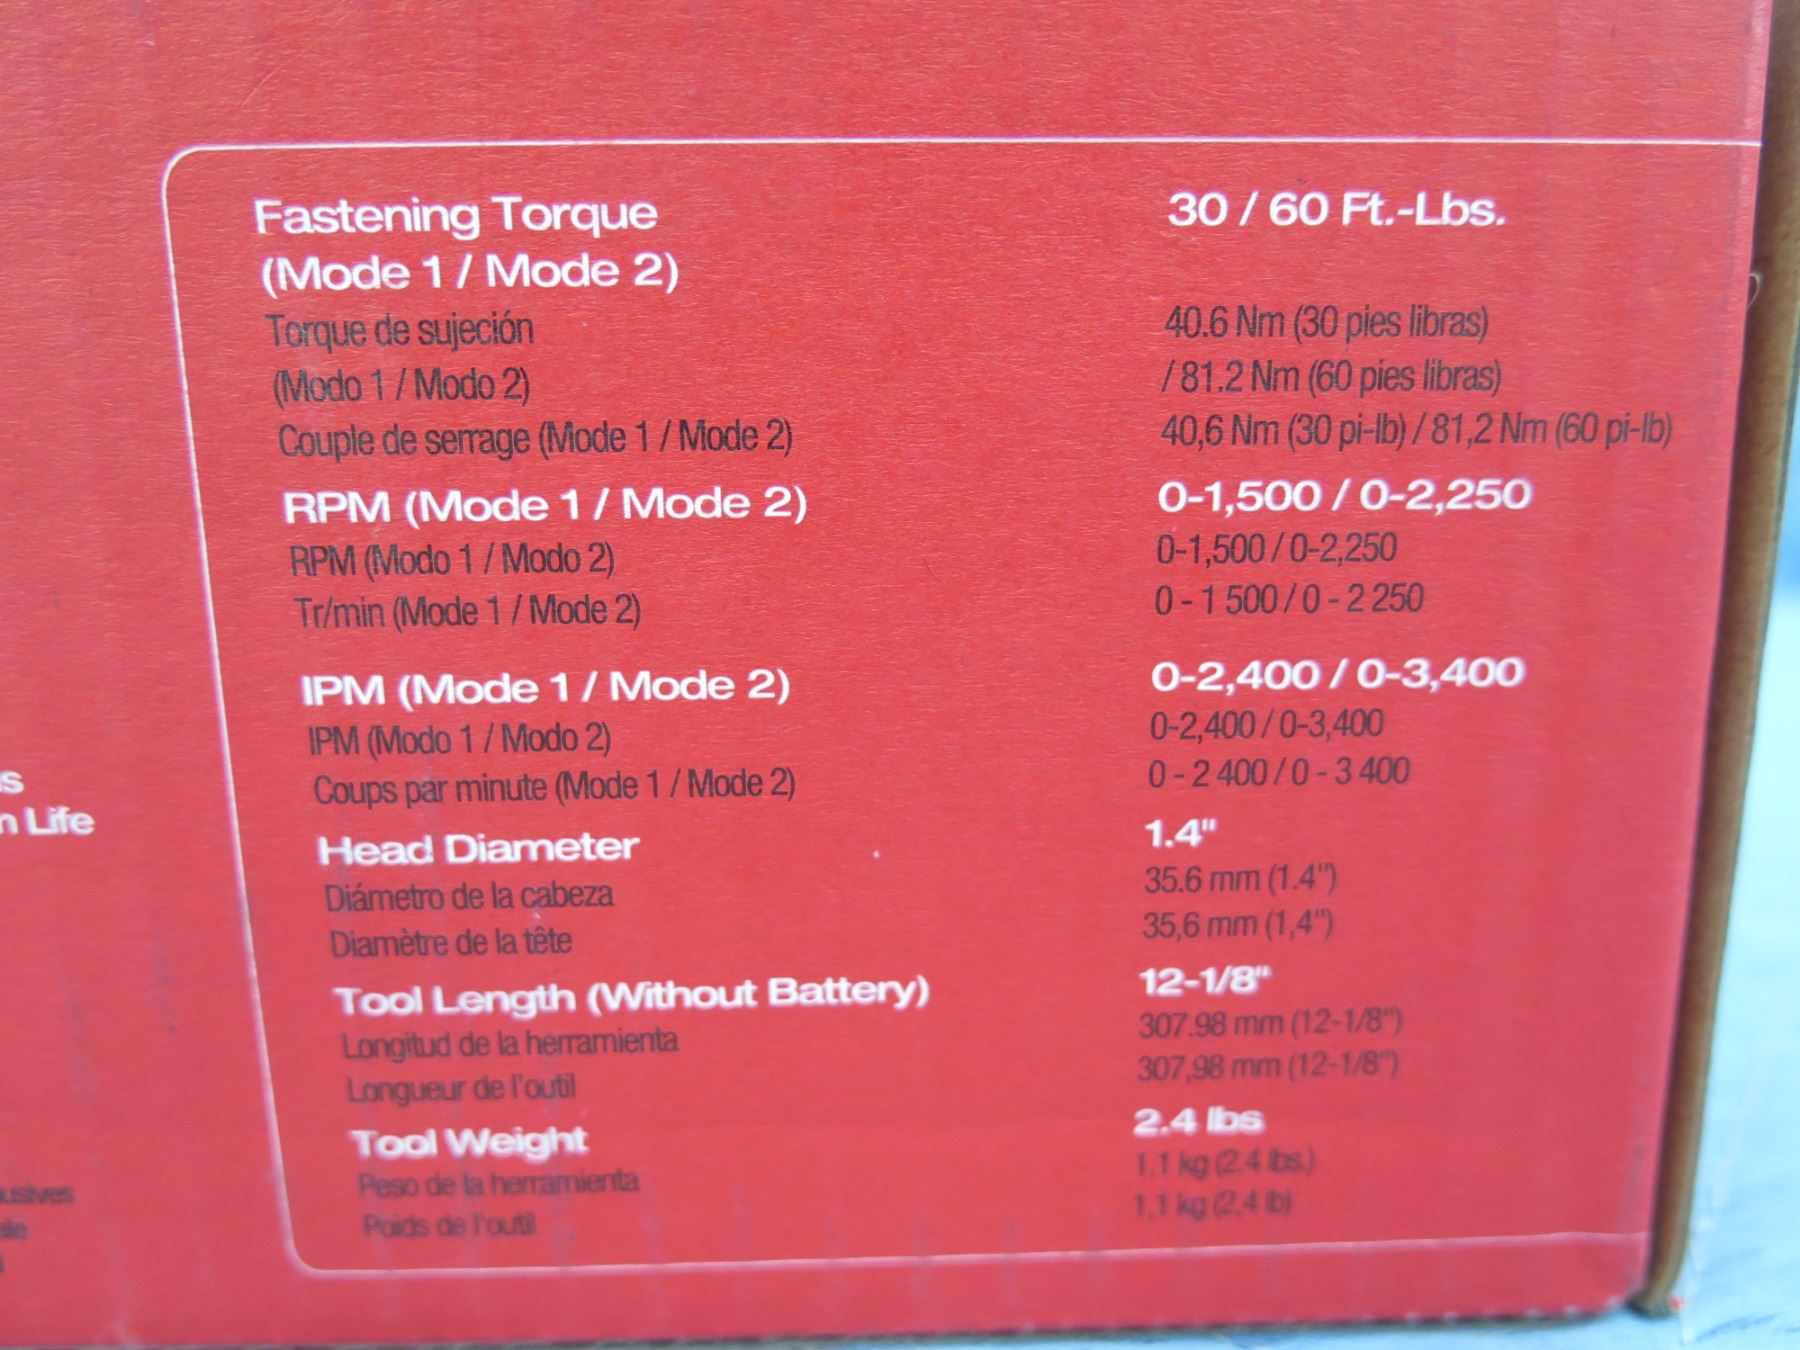 Fastening Torque 30 / 60 Ft.-Lbs.
(Mode 1 / Mode 2)
Torque de sujeción 40.6 Nm (30 pies libras)
(Modo 1 / Modo 2) / 81.2 Nm (60 pies libras)
Couple de serrage (Mode 1 / Mode 2) 40,6 Nm (30 pi-lb) / 81,2 Nm (60 pi-lb)
RPM (Mode 1 / Mode 2) 0-1,500 / 0-2,250
RPM (Modo 1 / Modo 2) 0-1,500 / 0-2,250
Tr/min (Mode 1 / Mode 2) 0 - 1 500 / 0 - 2 250
IPM (Mode 1 / Mode 2) 0-2,400 / 0-3,400
IPM (Modo 1 / Modo 2) 0-2,400 / 0-3,400
Coups par minute (Mode 1 / Mode 2) 0 - 2 400 / 0 - 3 400
Head Diameter 1.4"
Diámetro de la cabeza 35.6 mm (1.4")
Diamètre de la tête 35,6 mm (1,4")
Tool Length (Without Battery) 12-1/8"
Longitud de la herramienta 307.98 mm (12-1/8")
Longueur de l'outil 307,98 mm (12-1/8")
Tool Weight 2.4 lbs
Peso de la herramienta 1.1 kg (2.4 lbs.)
Poids de l'outil 1,1 kg (2,4 lb)
Life